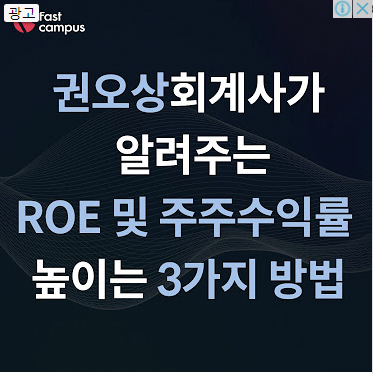 광고
Fast
campus
권오상회계사가
알려주는
ROE 및 주주수익률
높이는 3가지 방법